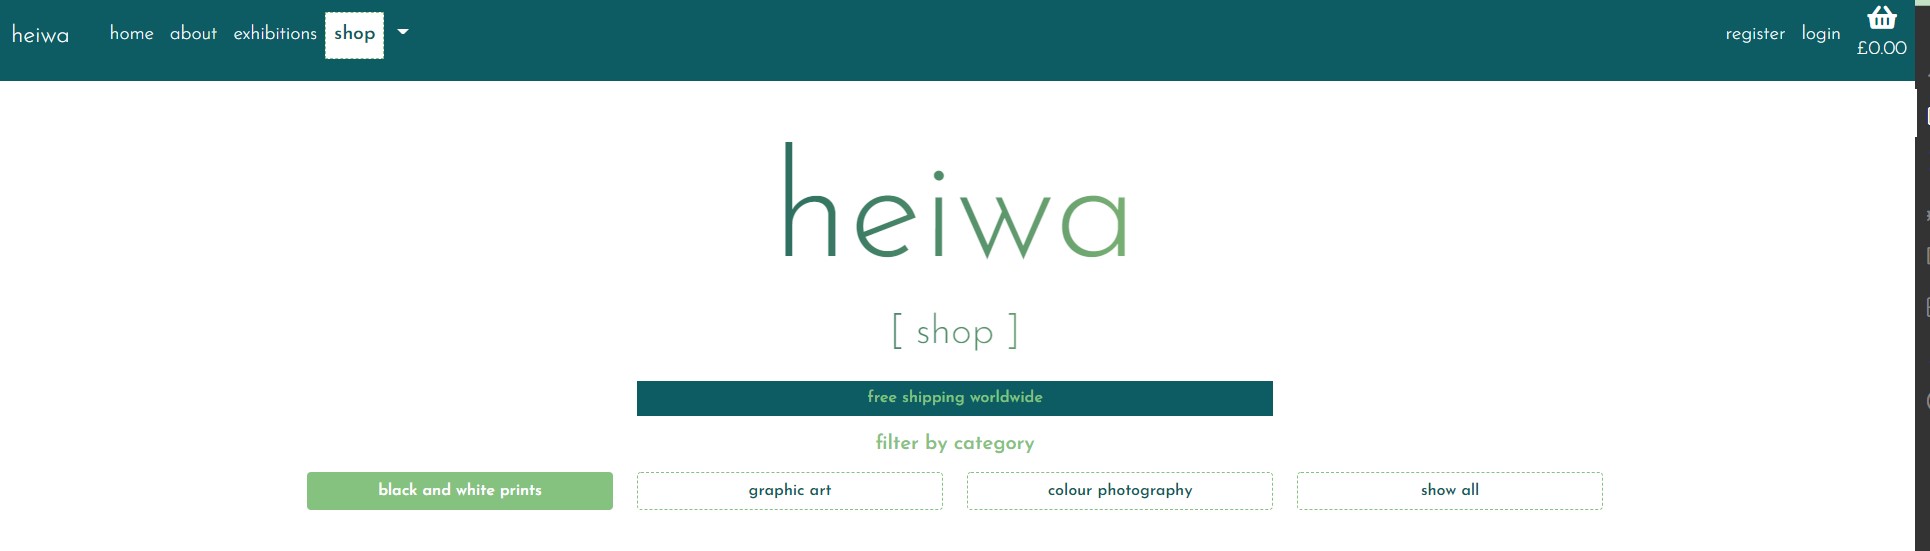 heiwa home about exhibitions shop register login
£0.00
heiwa
[ shop ]
free shipping worldwide
filter by category
black and white prints graphic art colour photography show all